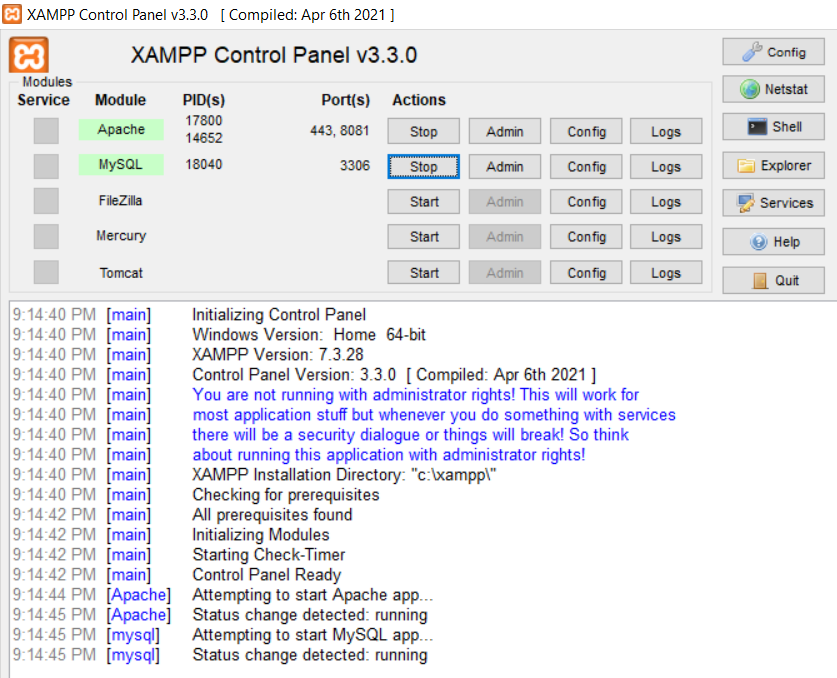 XAMPP Control Panel v3.3.0 [ Compiled: Apr 6th 2021 ]
XAMPP Control Panel v3.3.0
Config
Modules
Service Module PID(s) Port(s) Actions
Netstat
Apache 17800 14652 443, 8081 Stop Admin Config Logs
Shell
MySQL 18040 3306 Stop Admin Config Logs
Explorer
FileZilla Start Admin Config Logs
Services
Mercury Start Admin Config Logs
Help
Tomcat Start Admin Config Logs
Quit
9:14:40 PM [main] Initializing Control Panel
9:14:40 PM [main] Windows Version: Home 64-bit
9:14:40 PM [main] XAMPP Version: 7.3.28
9:14:40 PM [main] Control Panel Version: 3.3.0 [ Compiled: Apr 6th 2021 ]
9:14:40 PM [main] You are not running with administrator rights! This will work for
9:14:40 PM [main] most application stuff but whenever you do something with services
9:14:40 PM [main] there will be a security dialogue or things will break! So think
9:14:40 PM [main] about running this application with administrator rights!
9:14:40 PM [main] XAMPP Installation Directory: "c:\xampp\"
9:14:40 PM [main] Checking for prerequisites
9:14:42 PM [main] All prerequisites found
9:14:42 PM [main] Initializing Modules
9:14:42 PM [main] Starting Check-Timer
9:14:42 PM [main] Control Panel Ready
9:14:44 PM [Apache] Attempting to start Apache app...
9:14:45 PM [Apache] Status change detected: running
9:14:45 PM [mysql] Attempting to start MySQL app...
9:14:45 PM [mysql] Status change detected: running